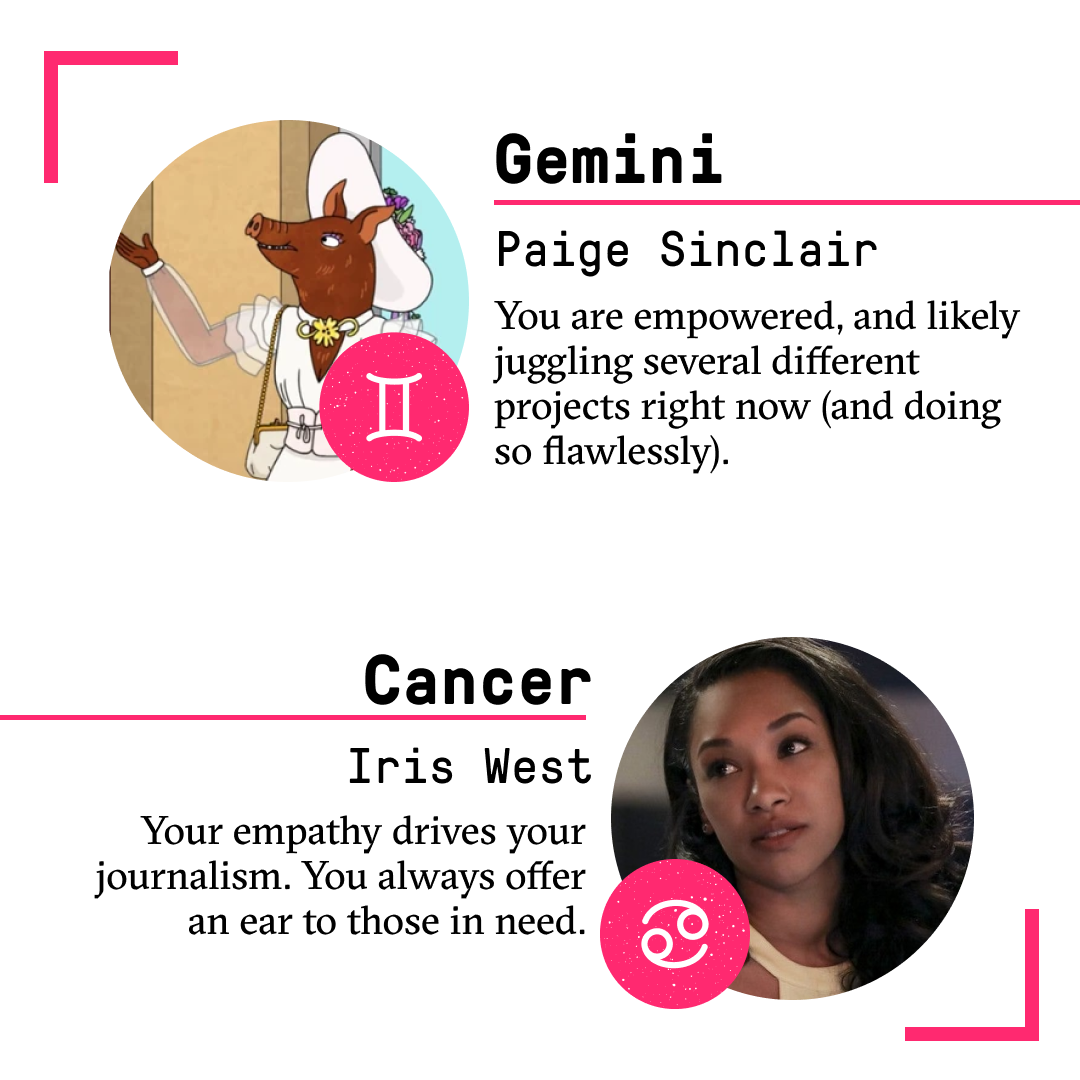 Gemini
Paige Sinclair
You are empowered, and likely
juggling several different
projects right now (and doing
so flawlessly).
Cancer
Iris West
Your empathy drives your
journalism. You always offer
an ear to those in need.